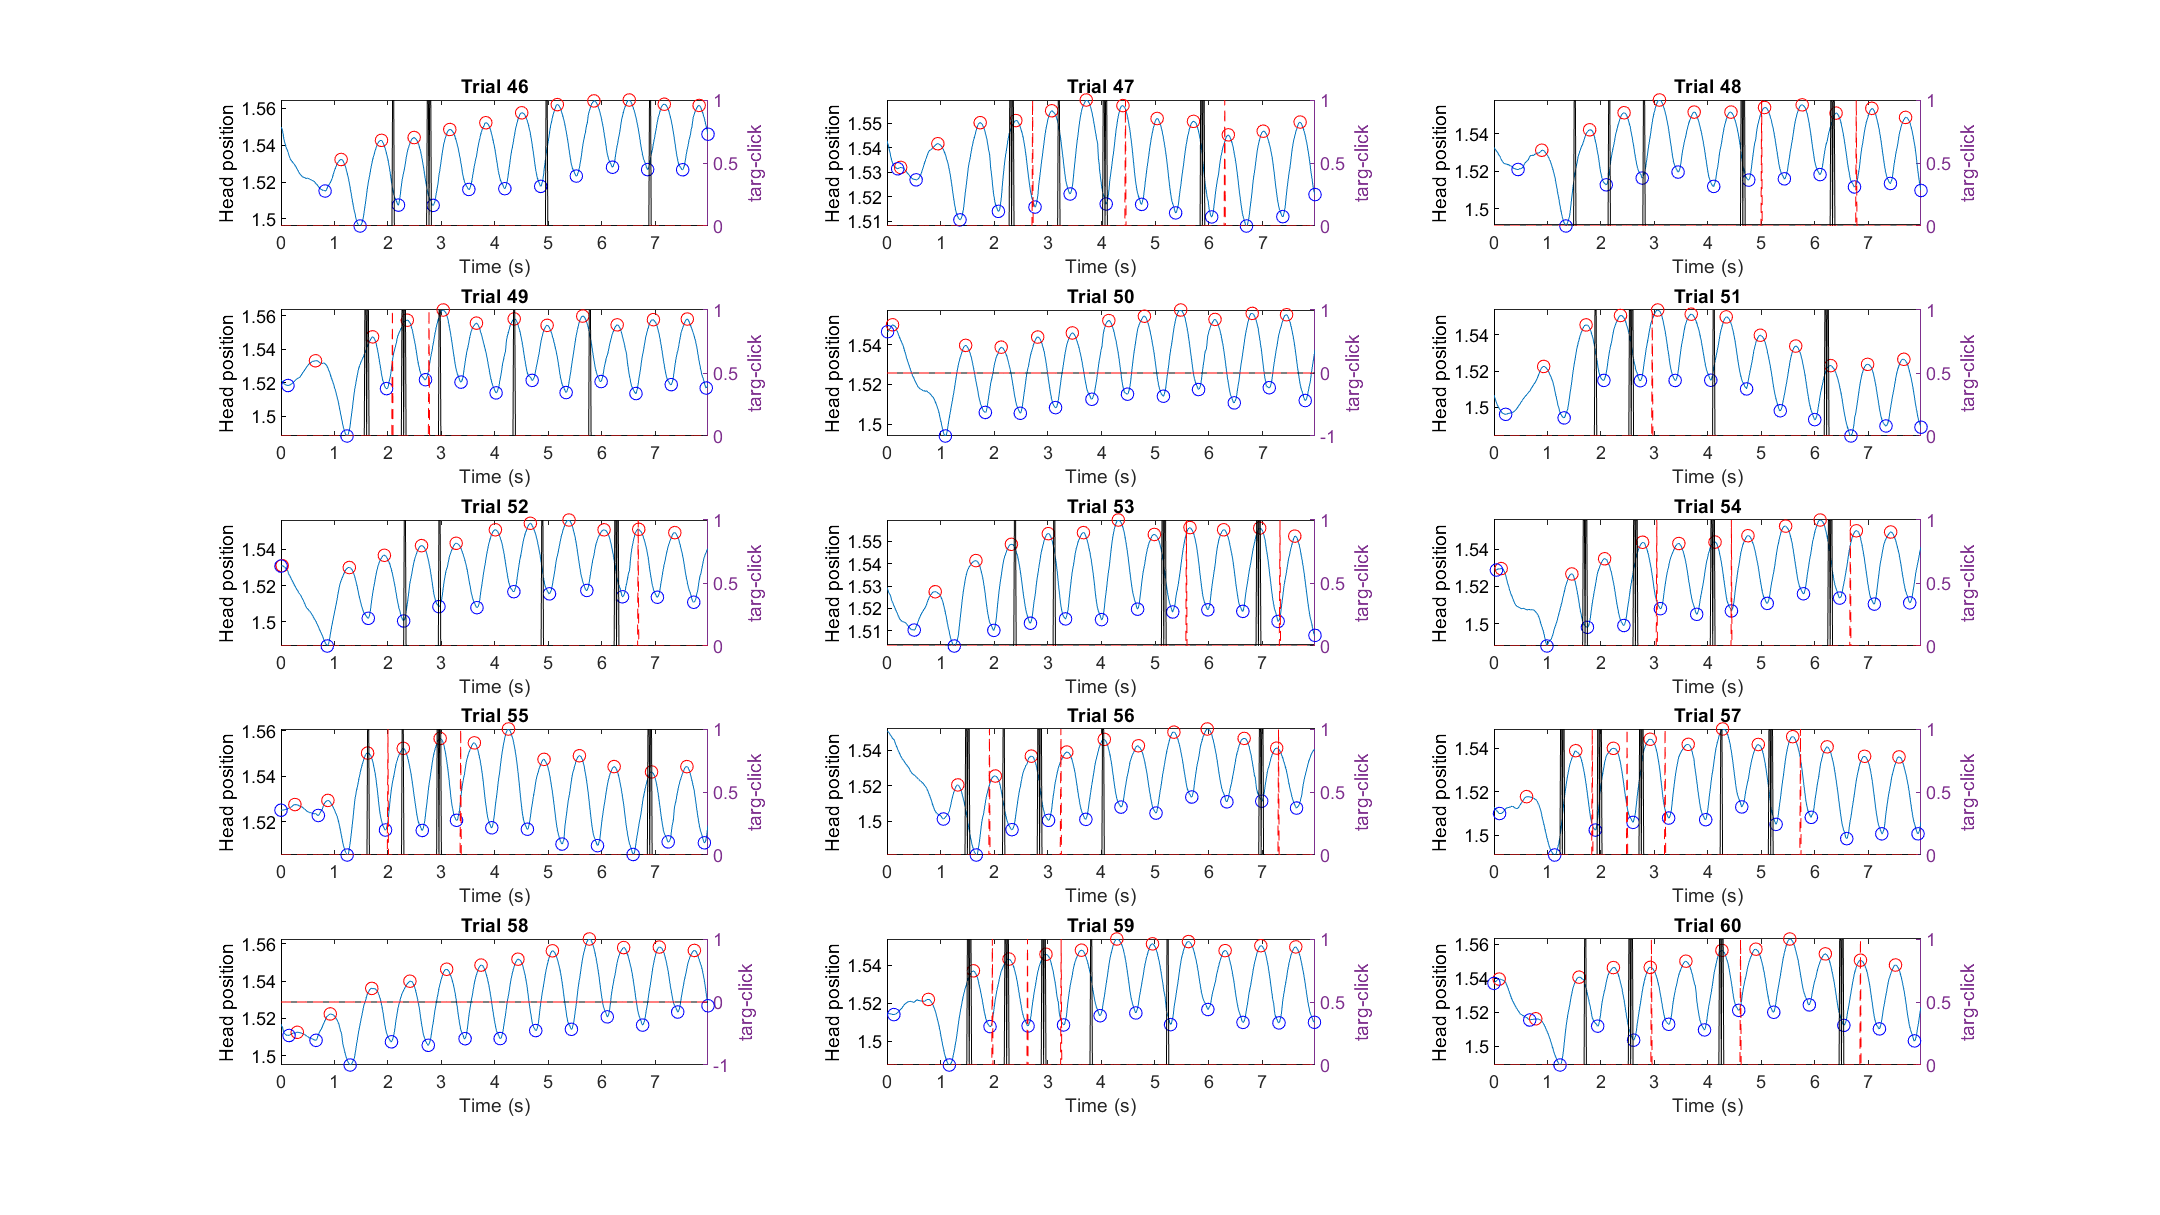 Trial 46
Head position
1.56
1.54
1.52
1.5
1
0.5
0
targ-click
0 1 2 3 4 5 6 7
Time (s)
Trial 47
Head position
1.55
1.54
1.53
1.52
1.51
1
0.5
0
targ-click
0 1 2 3 4 5 6 7
Time (s)
Trial 48
Head position
1.54
1.52
1.5
1
0.5
0
targ-click
0 1 2 3 4 5 6 7
Time (s)
Trial 49
Head position
1.56
1.54
1.52
1.5
1
0.5
0
targ-click
0 1 2 3 4 5 6 7
Time (s)
Trial 50
Head position
1.54
1.52
1.5
1
0
-1
targ-click
0 1 2 3 4 5 6 7
Time (s)
Trial 51
Head position
1.54
1.52
1.5
1
0.5
0
targ-click
0 1 2 3 4 5 6 7
Time (s)
Trial 52
Head position
1.54
1.52
1.5
1
0.5
0
targ-click
0 1 2 3 4 5 6 7
Time (s)
Trial 53
Head position
1.55
1.54
1.53
1.52
1.51
1
0.5
0
targ-click
0 1 2 3 4 5 6 7
Time (s)
Trial 54
Head position
1.54
1.52
1.5
1
0.5
0
targ-click
0 1 2 3 4 5 6 7
Time (s)
Trial 55
Head position
1.56
1.54
1.52
1
0.5
0
targ-click
0 1 2 3 4 5 6 7
Time (s)
Trial 56
Head position
1.54
1.52
1.5
1
0.5
0
targ-click
0 1 2 3 4 5 6 7
Time (s)
Trial 57
Head position
1.54
1.52
1.5
1
0.5
0
targ-click
0 1 2 3 4 5 6 7
Time (s)
Trial 58
Head position
1.56
1.54
1.52
1.5
1
0
-1
targ-click
0 1 2 3 4 5 6 7
Time (s)
Trial 59
Head position
1.54
1.52
1.5
1
0.5
0
targ-click
0 1 2 3 4 5 6 7
Time (s)
Trial 60
Head position
1.56
1.54
1.52
1.5
1
0.5
0
targ-click
0 1 2 3 4 5 6 7
Time (s)